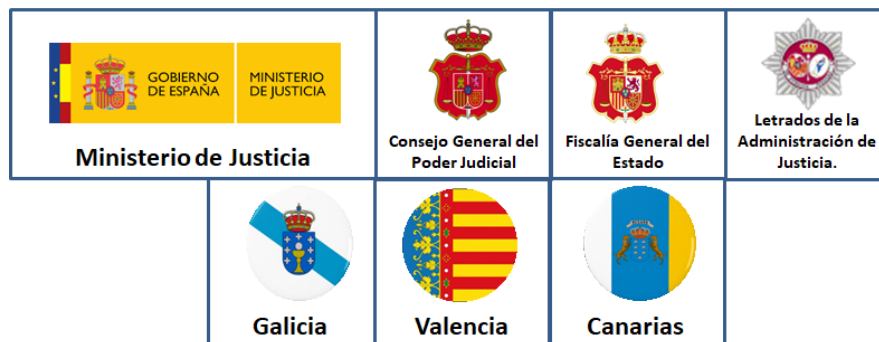 GOBIERNO
DE ESPAÑA
MINISTERIO
DE JUSTICIA
Ministerio de Justicia
Consejo General del
Poder Judicial
Fiscalía General del
Estado
Letrados de la
Administración de
Justicia.
Galicia
Valencia
Canarias